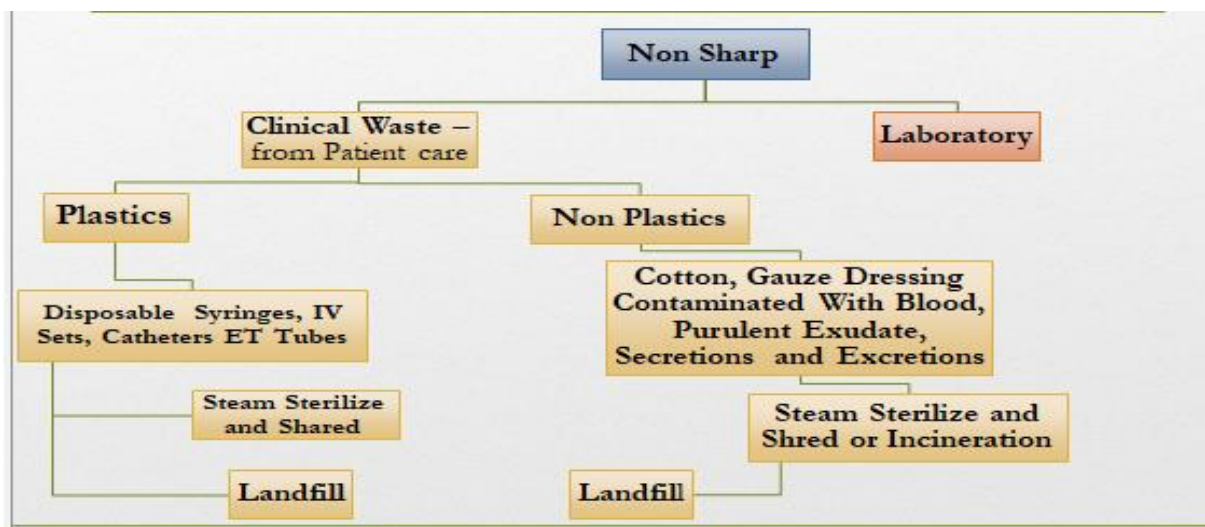 Non Sharp
Clinical Waste –
from Patient care
Laboratory
Plastics
Non Plastics
Disposable Syringes, IV
Sets, Catheters ET Tubes
Cotton, Gauze Dressing
Contaminated With Blood,
Purulent Exudate,
Secretions and Excretions
Steam Sterilize
and Shared
Steam Sterilize and
Shred or Incineration
Landfill
Landfill